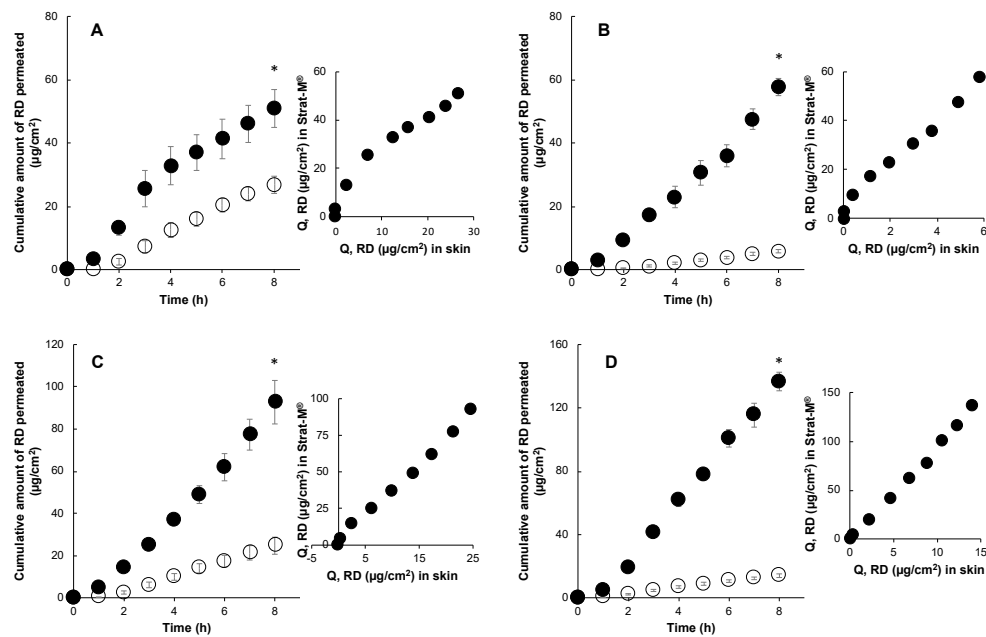 A
Cumulative amount of RD permeated
(μg/cm2)
80
60
40
20
0
0 2 4 6 8
Time (h)
*
Q, RD (μg/cm2) in Strat-M®
60
40
20
0
0 10 20 30
Q, RD (μg/cm2) in skin
B
Cumulative amount of RD permeated
(μg/cm2)
80
60
40
20
0
0 2 4 6 8
Time (h)
*
Q, RD (μg/cm2) in Strat-M®
60
40
20
0
0 2 4 6
Q, RD (μg/cm2) in skin
C
Cumulative amount of RD permeated
(μg/cm2)
120
100
80
60
40
20
0
0 2 4 6 8
Time (h)
*
Q, RD (μg/cm2) in Strat-M®
100
75
50
25
0
-5 5 15 25
Q, RD (μg/cm2) in skin
D
Cumulative amount of RD permeated
(μg/cm2)
160
120
80
40
0
0 2 4 6 8
Time (h)
*
Q, RD (μg/cm2) in Strat-M®
150
100
50
0
0 5 10 15
Q, RD (μg/cm2) in skin